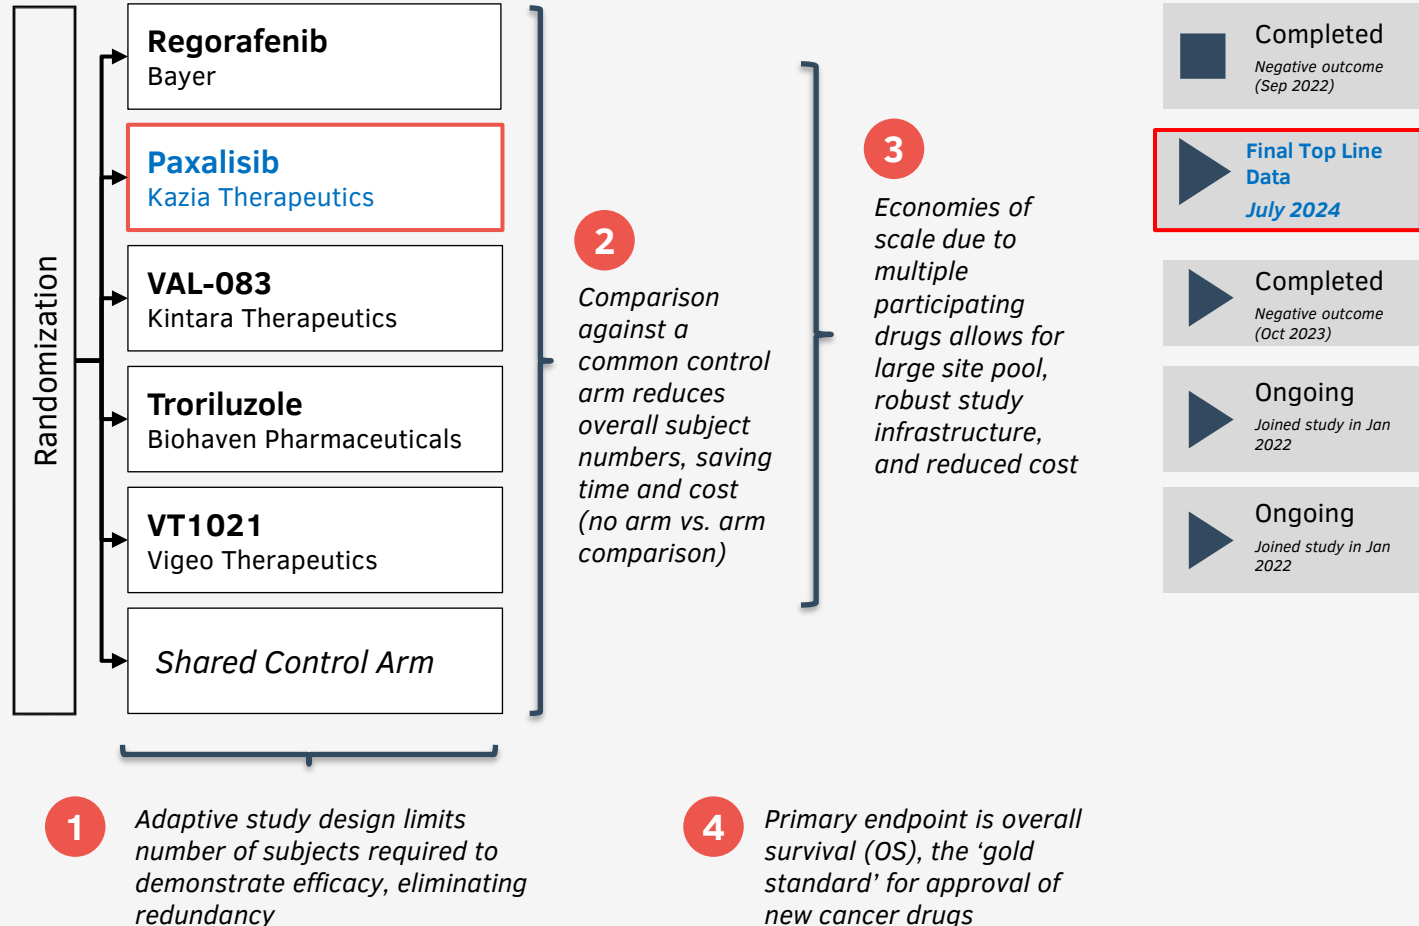 Randomization
Regorafenib
Bayer
Paxalisib
Kazia Therapeutics
VAL-083
Kintara Therapeutics
Troriluzole
Biohaven Pharmaceuticals
VT1021
Vigeo Therapeutics
Shared Control Arm
1
Adaptive study design limits
number of subjects required to
demonstrate efficacy, eliminating
redundancy
2
Comparison
against a
common control
arm reduces
overall subject
numbers, saving
time and cost
(no arm vs. arm
comparison)
3
Economies of
scale due to
multiple
participating
drugs allows for
large site pool,
robust study
infrastructure,
and reduced cost
4
Primary endpoint is overall
survival (OS), the ‘gold
standard’ for approval of
new cancer drugs
Completed
Negative outcome
(Sep 2022)
Final Top Line
Data
July 2024
Completed
Negative outcome
(Oct 2023)
Ongoing
Joined study in Jan
2022
Ongoing
Joined study in Jan
2022